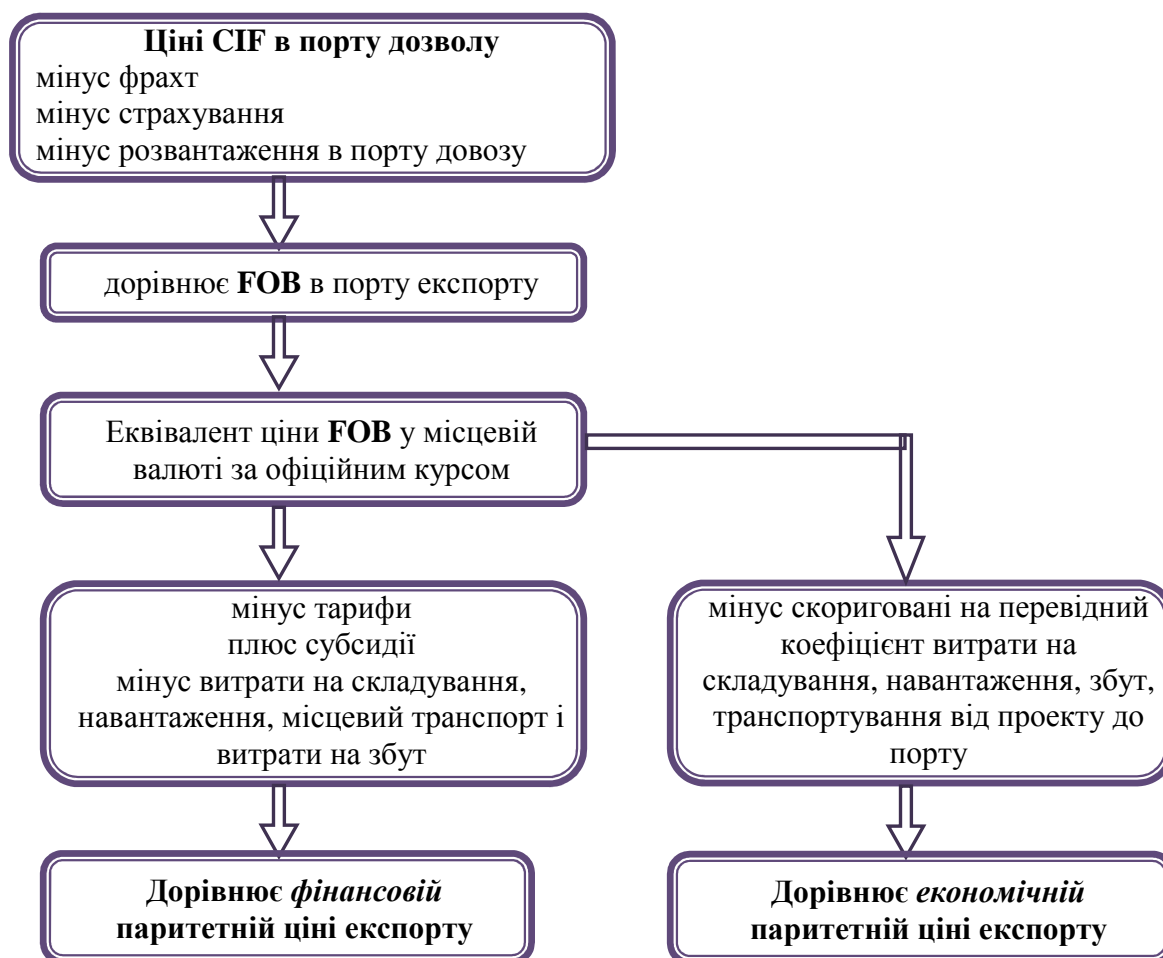 Ціні CIF в порту дозволу
мінус фрахт
мінус страхування
мінус розвантаження в порту довозу
дорівнює FOB в порту експорту
Еквівалент ціни FOB у місцевій
валюті за офіційним курсом
мінус тарифи
плюс субсидії
мінус витрати на складування,
навантаження, місцевий транспорт і
витрати на збут
мінус скориговані на перевідний
коефіцієнт витрати на
складування, навантаження, збут,
транспортування від проекту до
порту
Дорівнює фінансовій
паритетній ціні експорту
Дорівнює економічній
паритетній ціні експорту